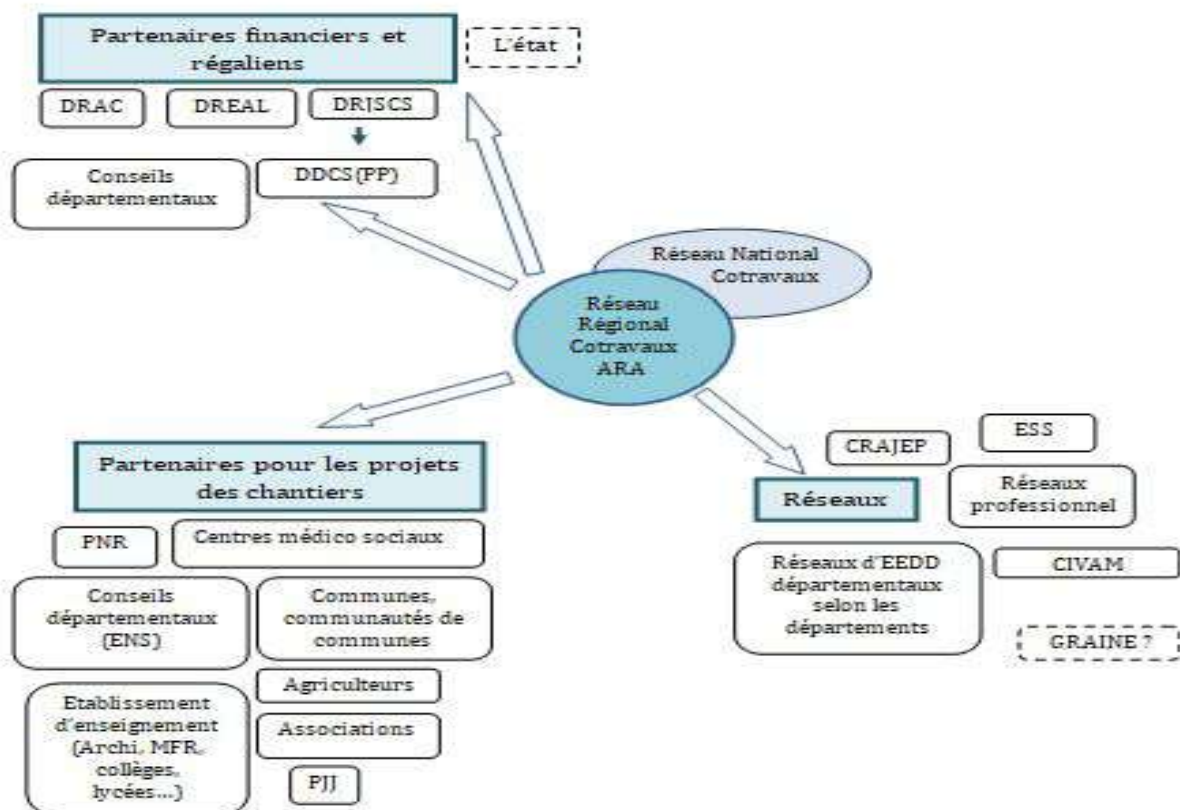 Partenaires financiers et
régaliens
L'état
DRAC
DREAL
DRJSCS
Conseils
départementaux
DDCS(PP)
Réseau National
Cotravaux
Réseau
Régional
Cotravaux
ARA
Partenaires pour les projets
des chantiers
PNR
Centres médico sociaux
Conseils
départementaux
(ENS)
Communes,
communautés de
communes
Etablissement
d'enseignement
(Archi, MFR,
collèges,
lycées...)
Agriculteurs
Associations
PJJ
CRAJEP
ESS
Réseaux
Réseaux
professionnel
Réseaux d'EEDD
départementaux
selon les
départements
CIVAM
GRAINE ?